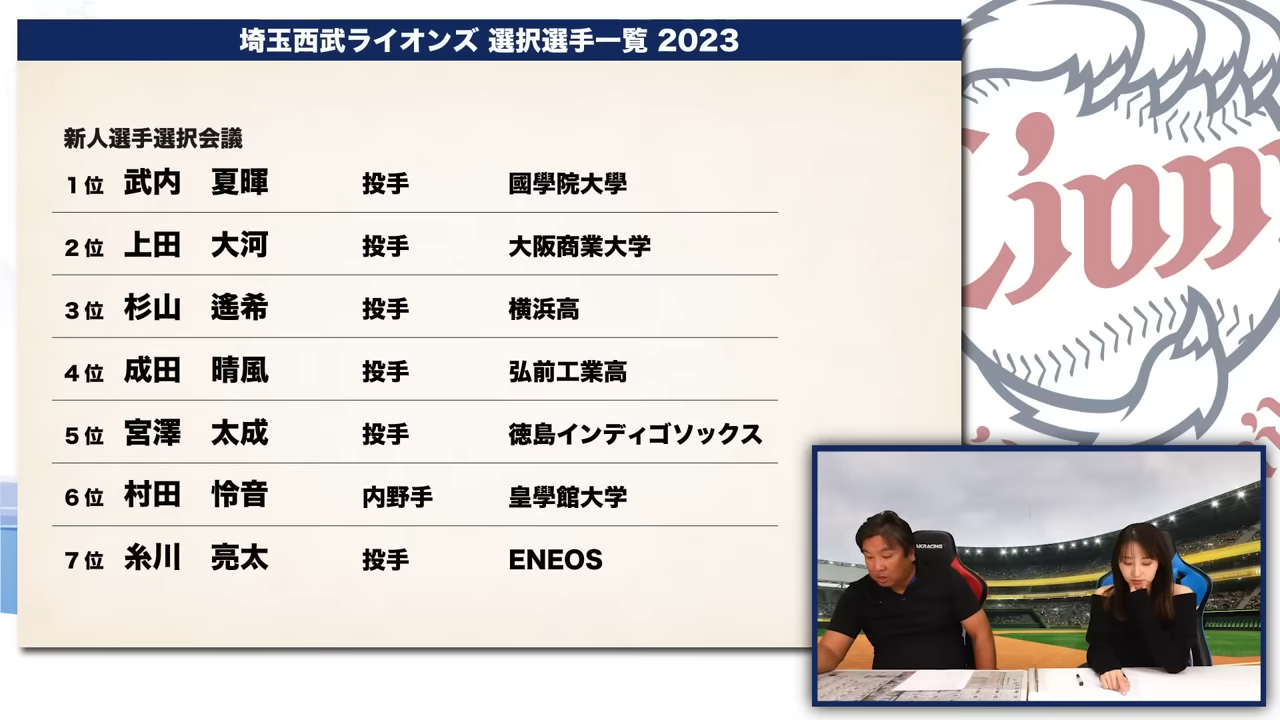 埼玉西武ライオンズ 選択選手一覧 2023
新人選手選択会議
1位 武内 夏暉 投手 國學院大學
2位 上田 大河 投手 大阪商業大学
3位 杉山 遙希 投手 横浜高
4位 成田 晴風 投手 弘前工業高
5位 宮澤 太成 投手 徳島インディゴソックス
6位 村田 怜音 内野手 皇學館大学
7位 糸川 亮太 投手 ENEOS
Lions
AKRACING